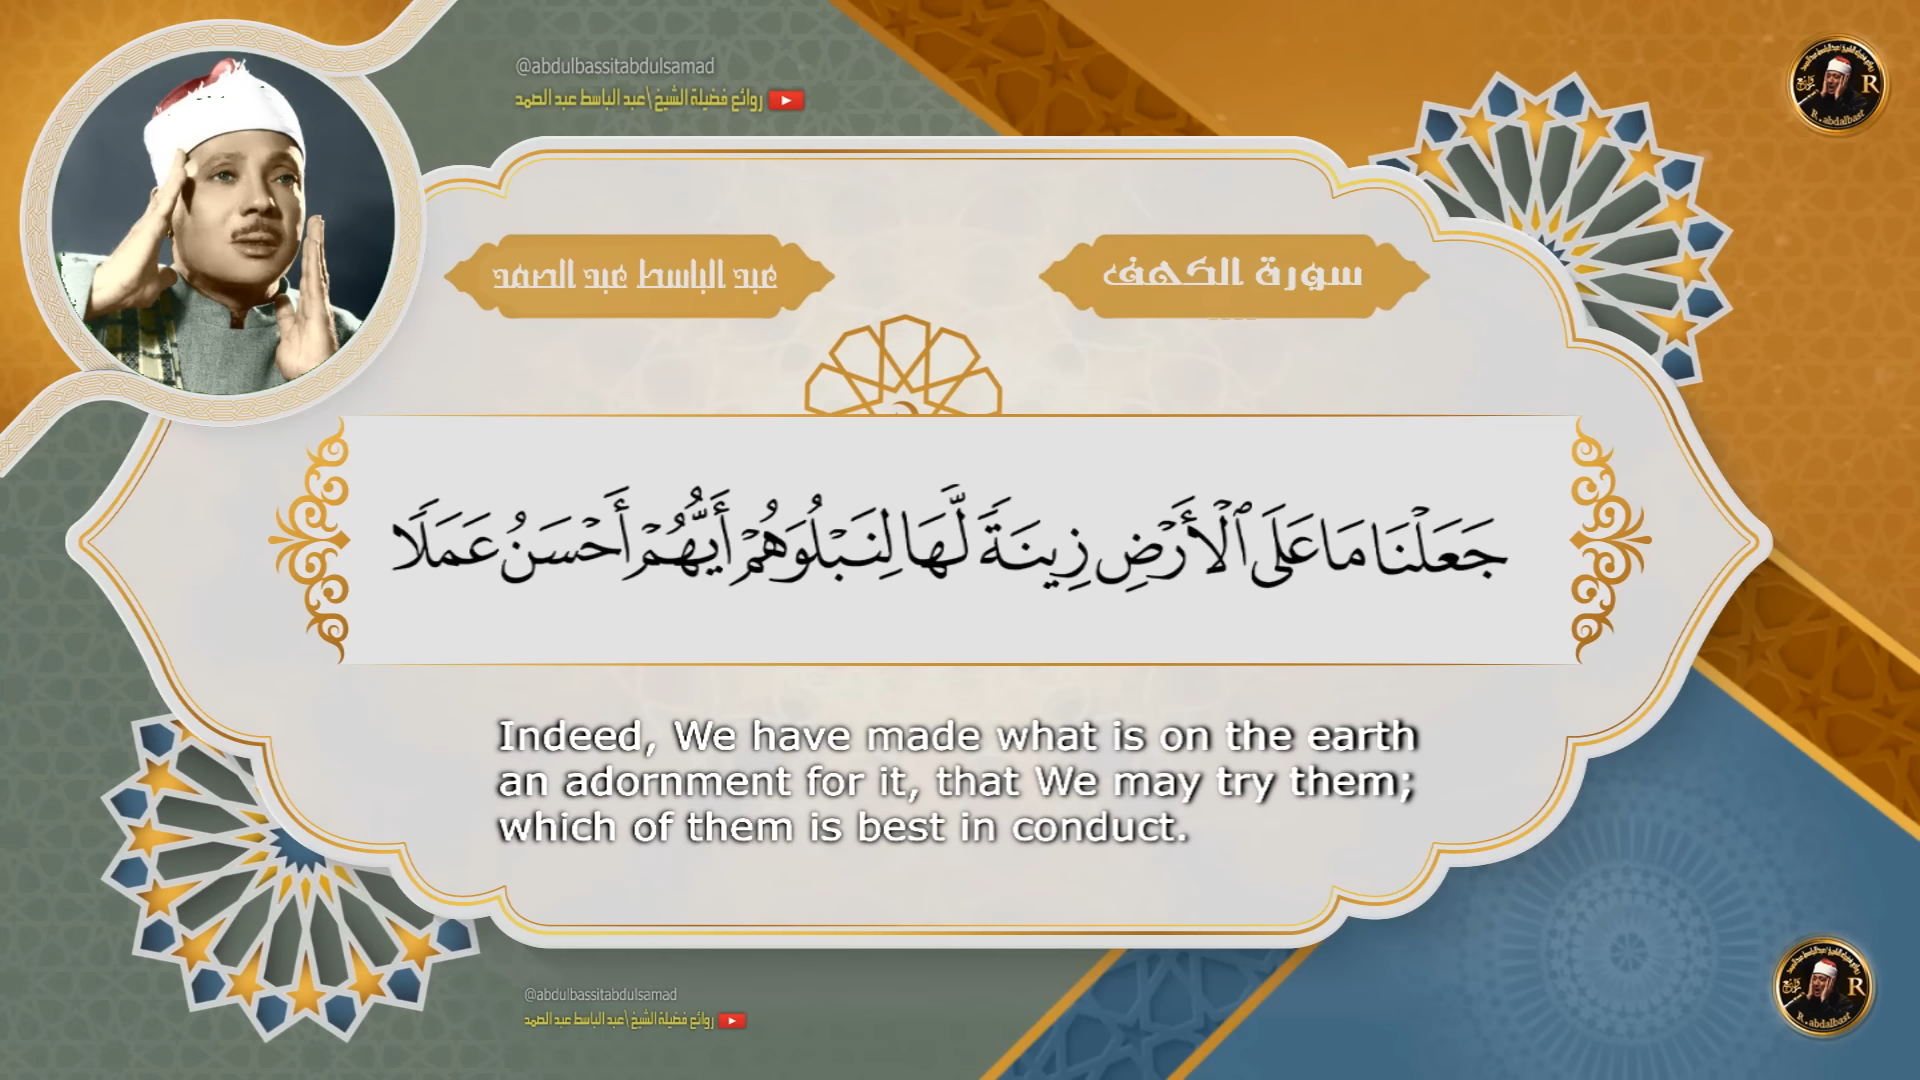 @abdulbassitabdulsamad
روائع فضيلة الشيخ \ عبد الباسط عبد الصمد
سورة الكهف
عبد الباسط عبد الصمد
جَعَلْنَا مَا عَلَى ٱلْأَرْضِ زِينَةً لَّهَا لِنَبْلُوَهُمْ أَيُّهُمْ أَحْسَنُ عَمَلًا
Indeed, We have made what is on the earth
an adornment for it, that We may try them;
which of them is best in conduct.
@abdulbassitabdulsamad
روائع فضيلة الشيخ \ عبد الباسط عبد الصمد
R
R.abdalbast
R
R.abdalbast